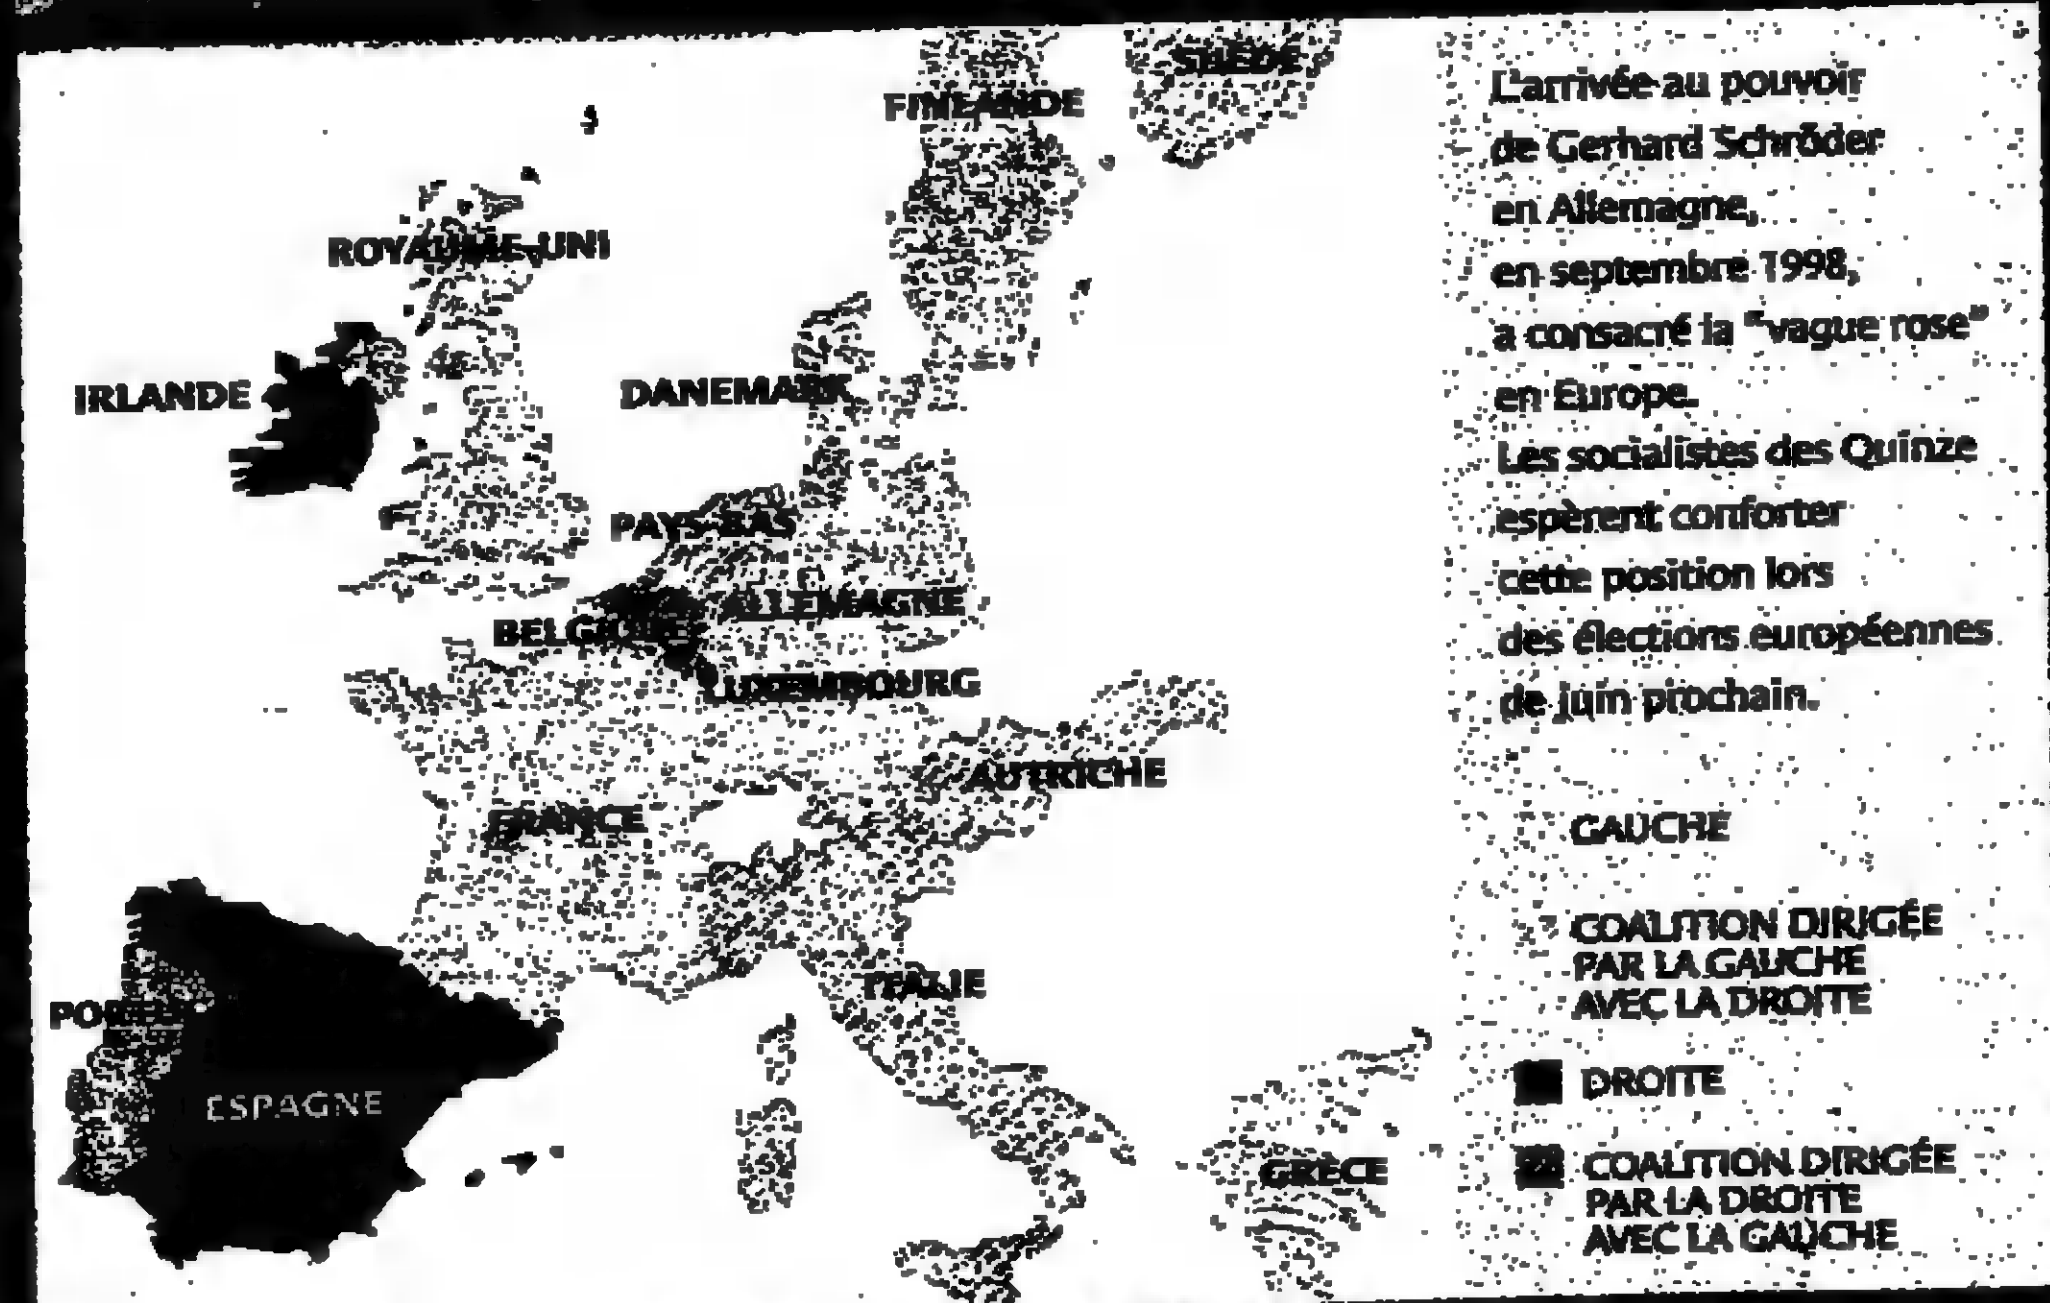 SUÈDE
FINLANDE
ROYAUME-UNI
IRLANDE
DANEMARK
PAYS-BAS
ALLEMAGNE
BELGIQUE
LUXEMBOURG
AUTRICHE
FRANCE
ITALIE
ESPAGNE
GRÈCE
L'arrivée au pouvoir
de Gerhard Schröder
en Allemagne,
en septembre 1998,
a consacré la "vague rose"
en Europe.
Les socialistes des Quinze
espèrent conforter
cette position lors
des élections européennes
de juin prochain.
GAUCHE
COALITION DIRIGÉE
PAR LA GAUCHE
AVEC LA DROITE
DROITE
COALITION DIRIGÉE
PAR LA DROITE
AVEC LA GAUCHE